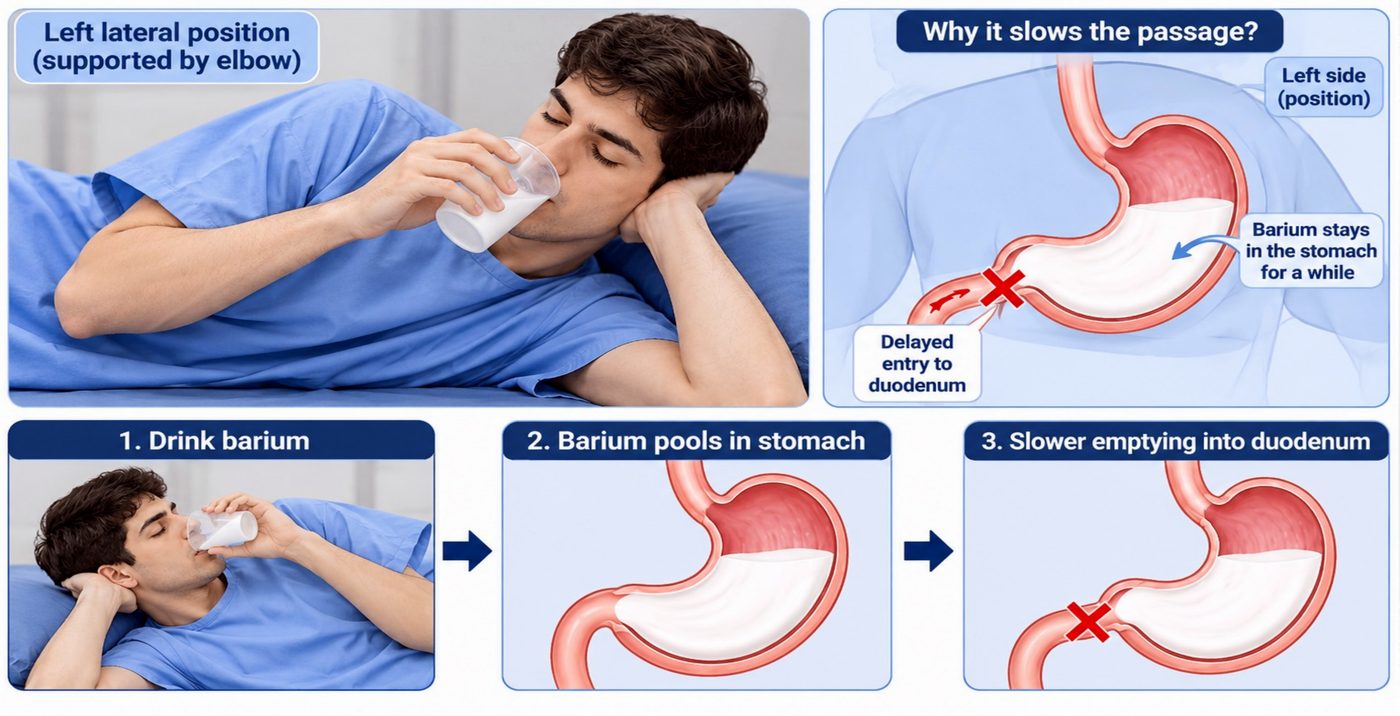 Left lateral position
(supported by elbow)
Why it slows the passage?
Left side
(position)
Barium stays
in the stomach
for a while
Delayed
entry to
duodenum
1. Drink barium
2. Barium pools in stomach
3. Slower emptying into duodenum